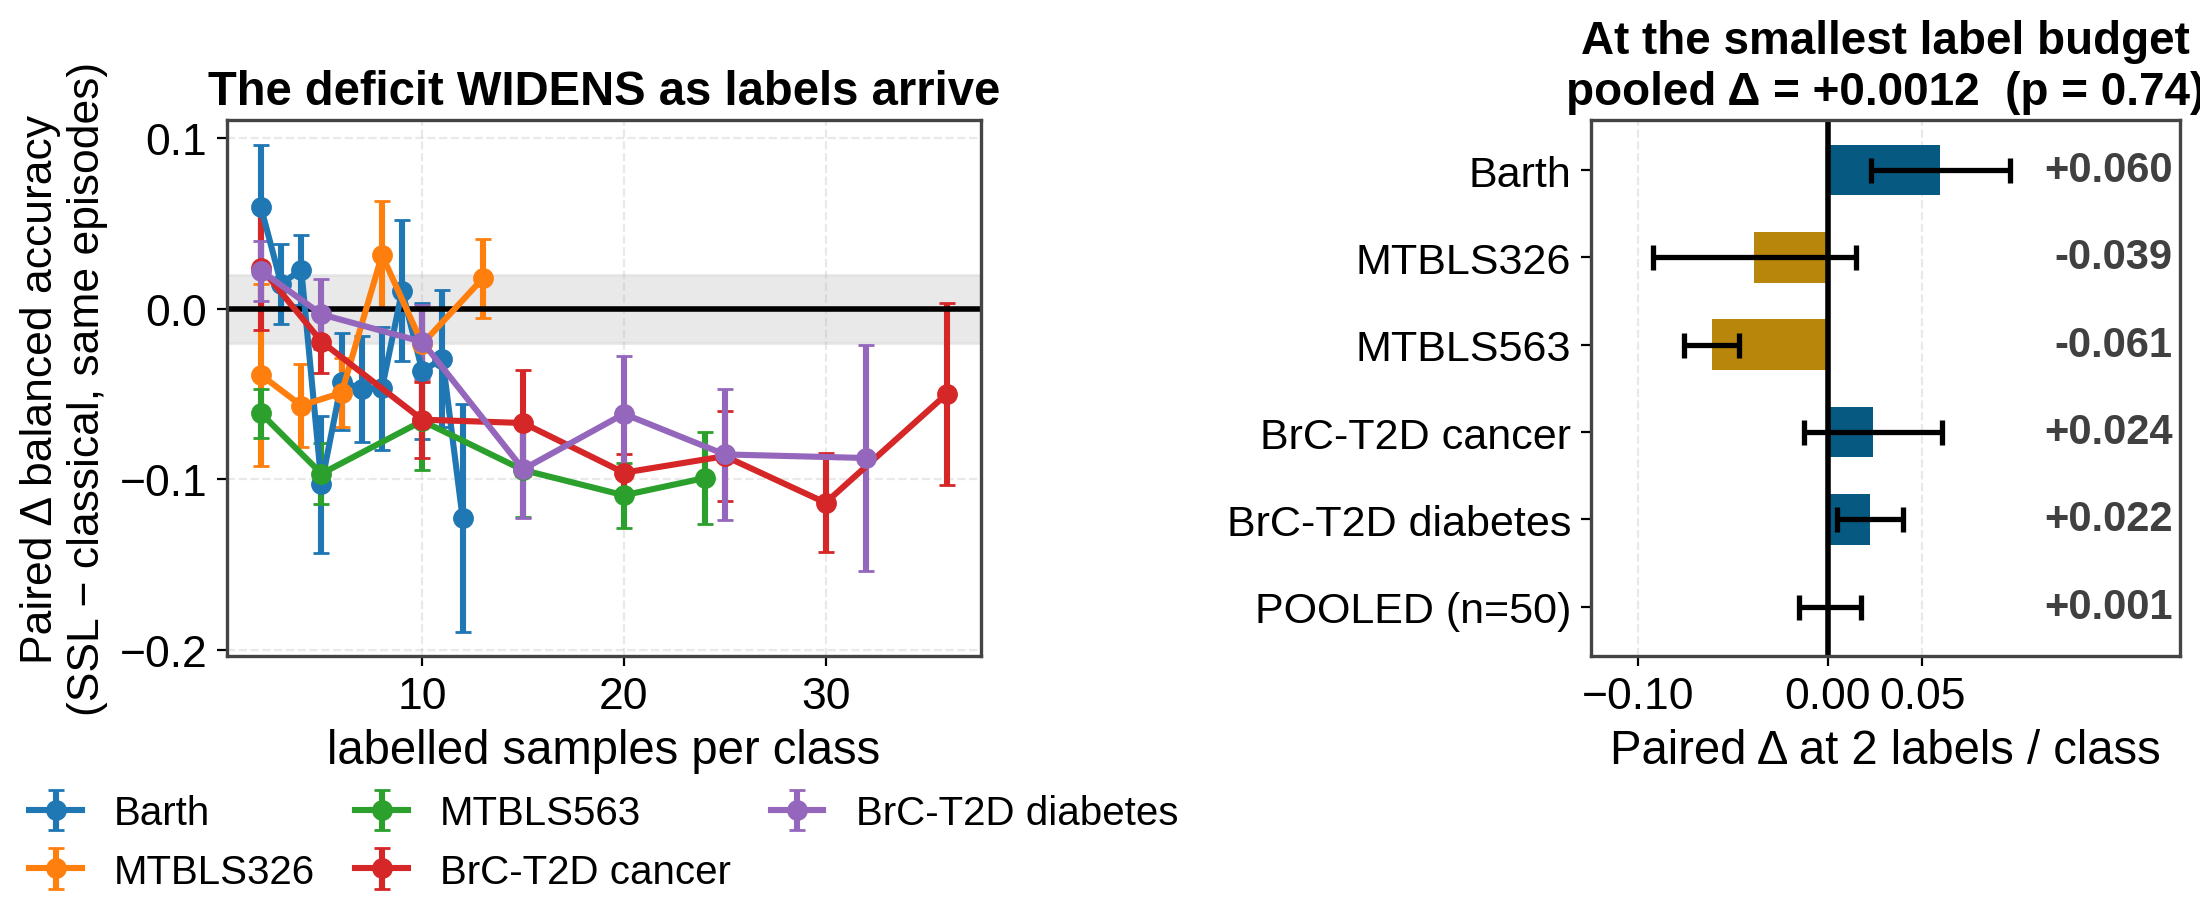 The deficit WIDENS as labels arrive
Paired Δ balanced accuracy
(SSL − classical, same episodes)
0.1
0.0
−0.1
−0.2
10
20
30
labelled samples per class
Barth
MTBLS326
MTBLS563
BrC-T2D cancer
BrC-T2D diabetes
At the smallest label budget
pooled Δ = +0.0012 (p = 0.74)
Barth
+0.060
MTBLS326
-0.039
MTBLS563
-0.061
BrC-T2D cancer
+0.024
BrC-T2D diabetes
+0.022
POOLED (n=50)
+0.001
−0.10
0.00
0.05
Paired Δ at 2 labels / class